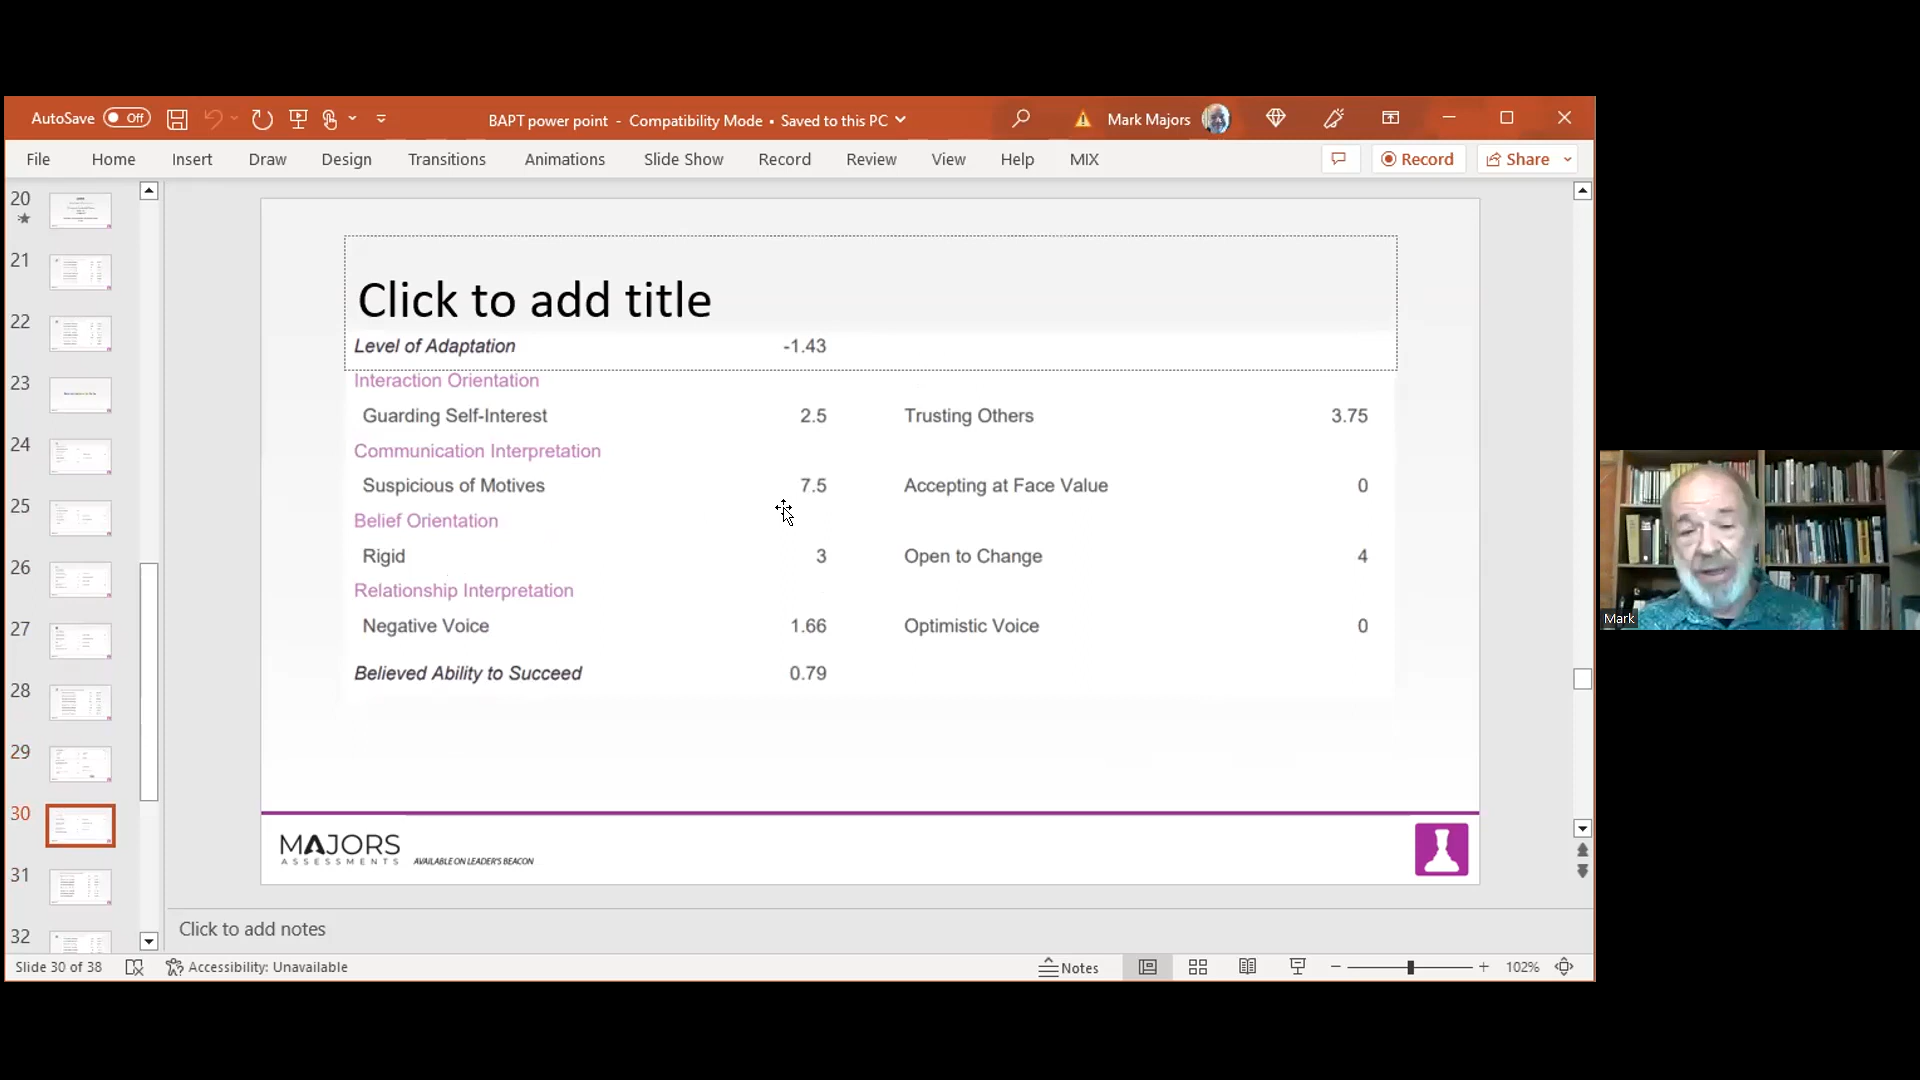 AutoSave Off BAPT power point - Compatibility Mode • Saved to this PC Mark Majors
File Home Insert Draw Design Transitions Animations Slide Show Record Review View Help MIX Record Share
20
21
22
23
24
25
26
27
28
29
30
31
32
Click to add title
Level of Adaptation -1.43
Interaction Orientation
Guarding Self-Interest 2.5 Trusting Others 3.75
Communication Interpretation
Suspicious of Motives 7.5 Accepting at Face Value 0
Belief Orientation
Rigid 3 Open to Change 4
Relationship Interpretation
Negative Voice 1.66 Optimistic Voice 0
Believed Ability to Succeed 0.79
MAJORS
ASSESSMENTS AVAILABLE ON LEADER'S BEACON
Mark
Click to add notes
Slide 30 of 38 Accessibility: Unavailable Notes 102%